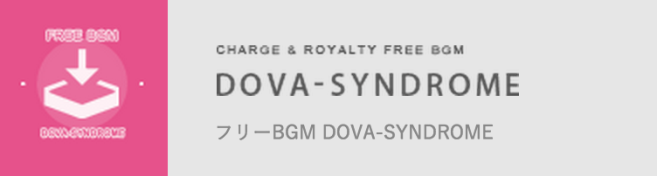 FREE BGM
DOVA-SYNDROME
CHARGE & ROYALTY FREE BGM
DOVA-SYNDROME
フリーBGM DOVA-SYNDROME